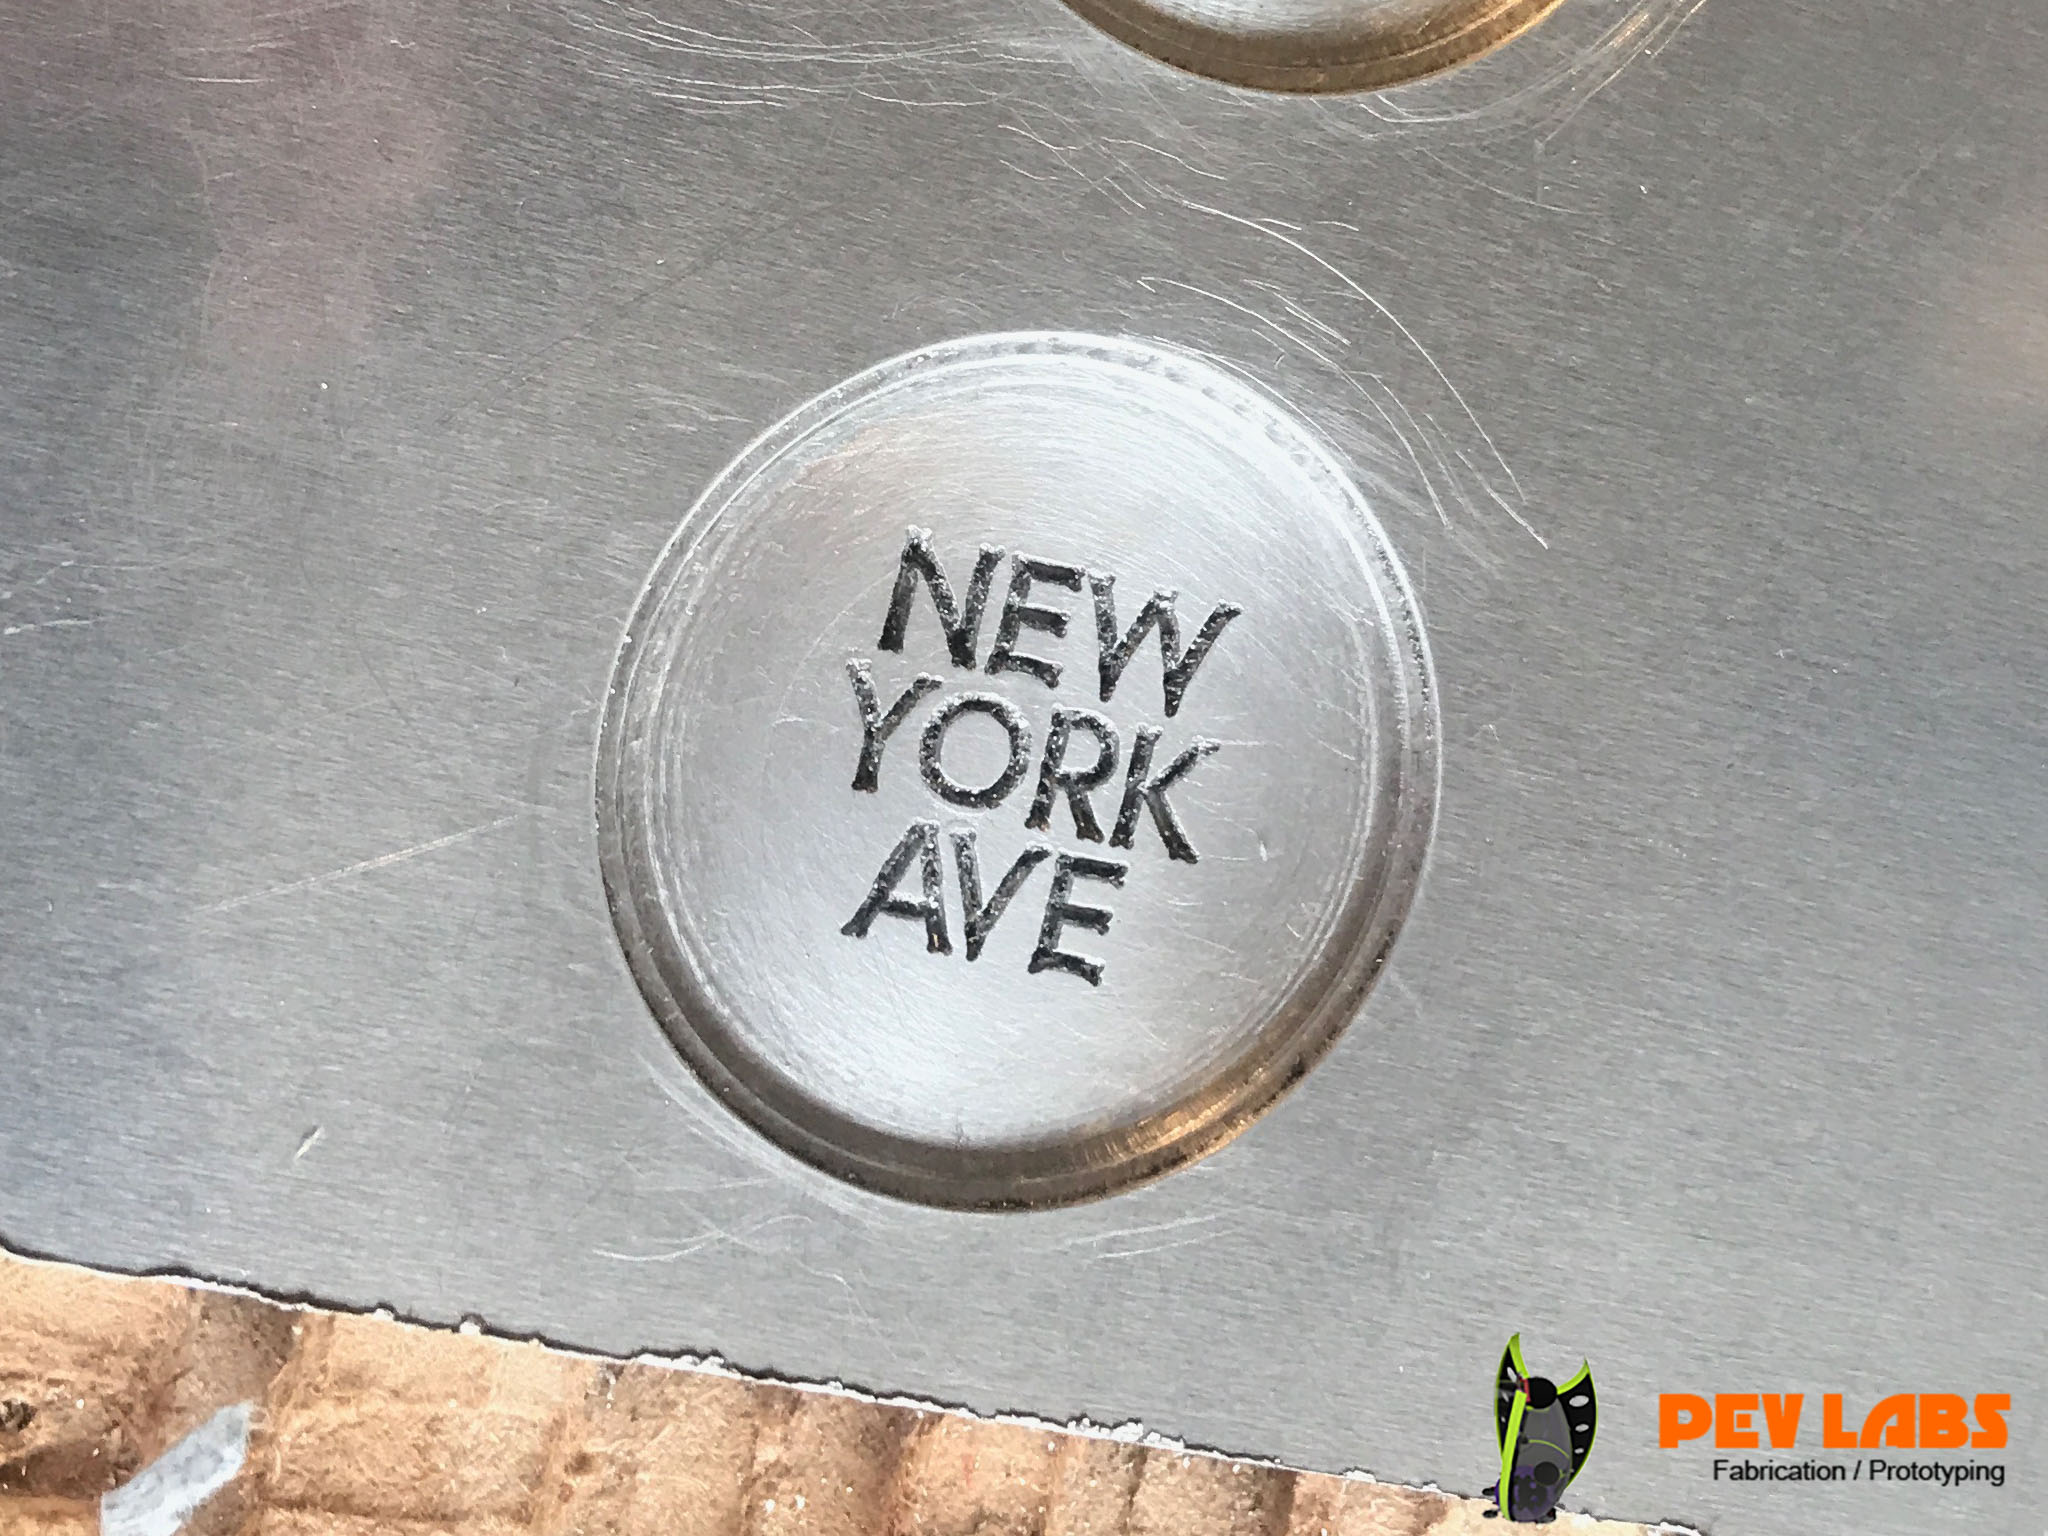 NEW
YORK
AVE
PEV LABS
Fabrication / Prototyping